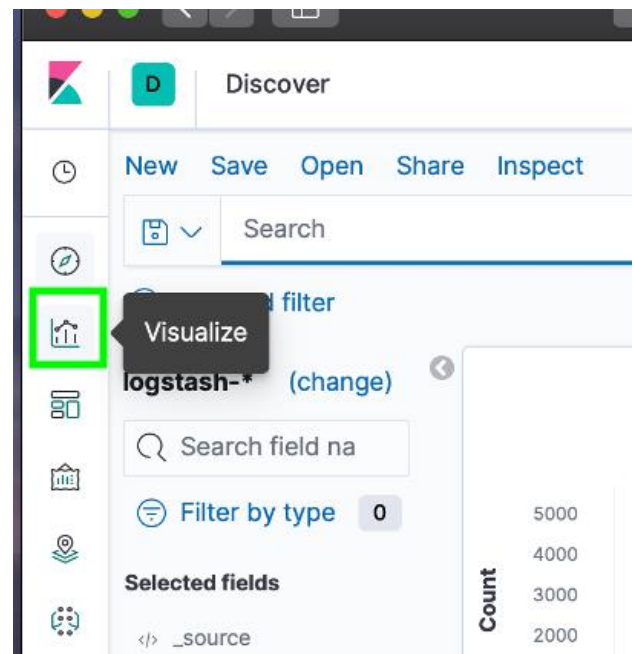 D Discover
New Save Open Share Inspect
Search
filter
Visualize
logstash-* (change)
Search field na
Filter by type 0
Selected fields
</> _source
Count
5000
4000
3000
2000